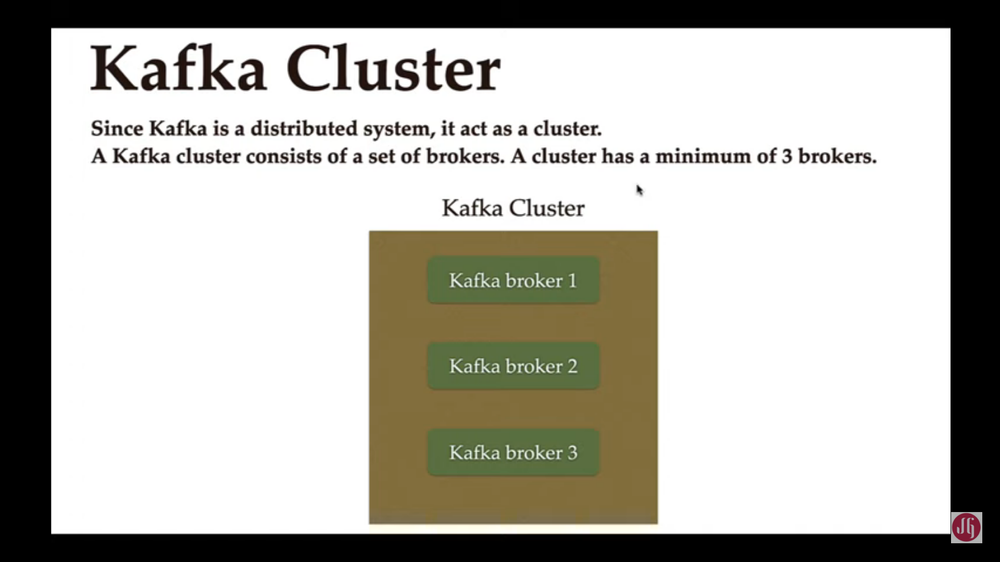 Kafka Cluster
Since Kafka is a distributed system, it act as a cluster.
A Kafka cluster consists of a set of brokers. A cluster has a minimum of 3 brokers.
Kafka Cluster
Kafka broker 1
Kafka broker 2
Kafka broker 3